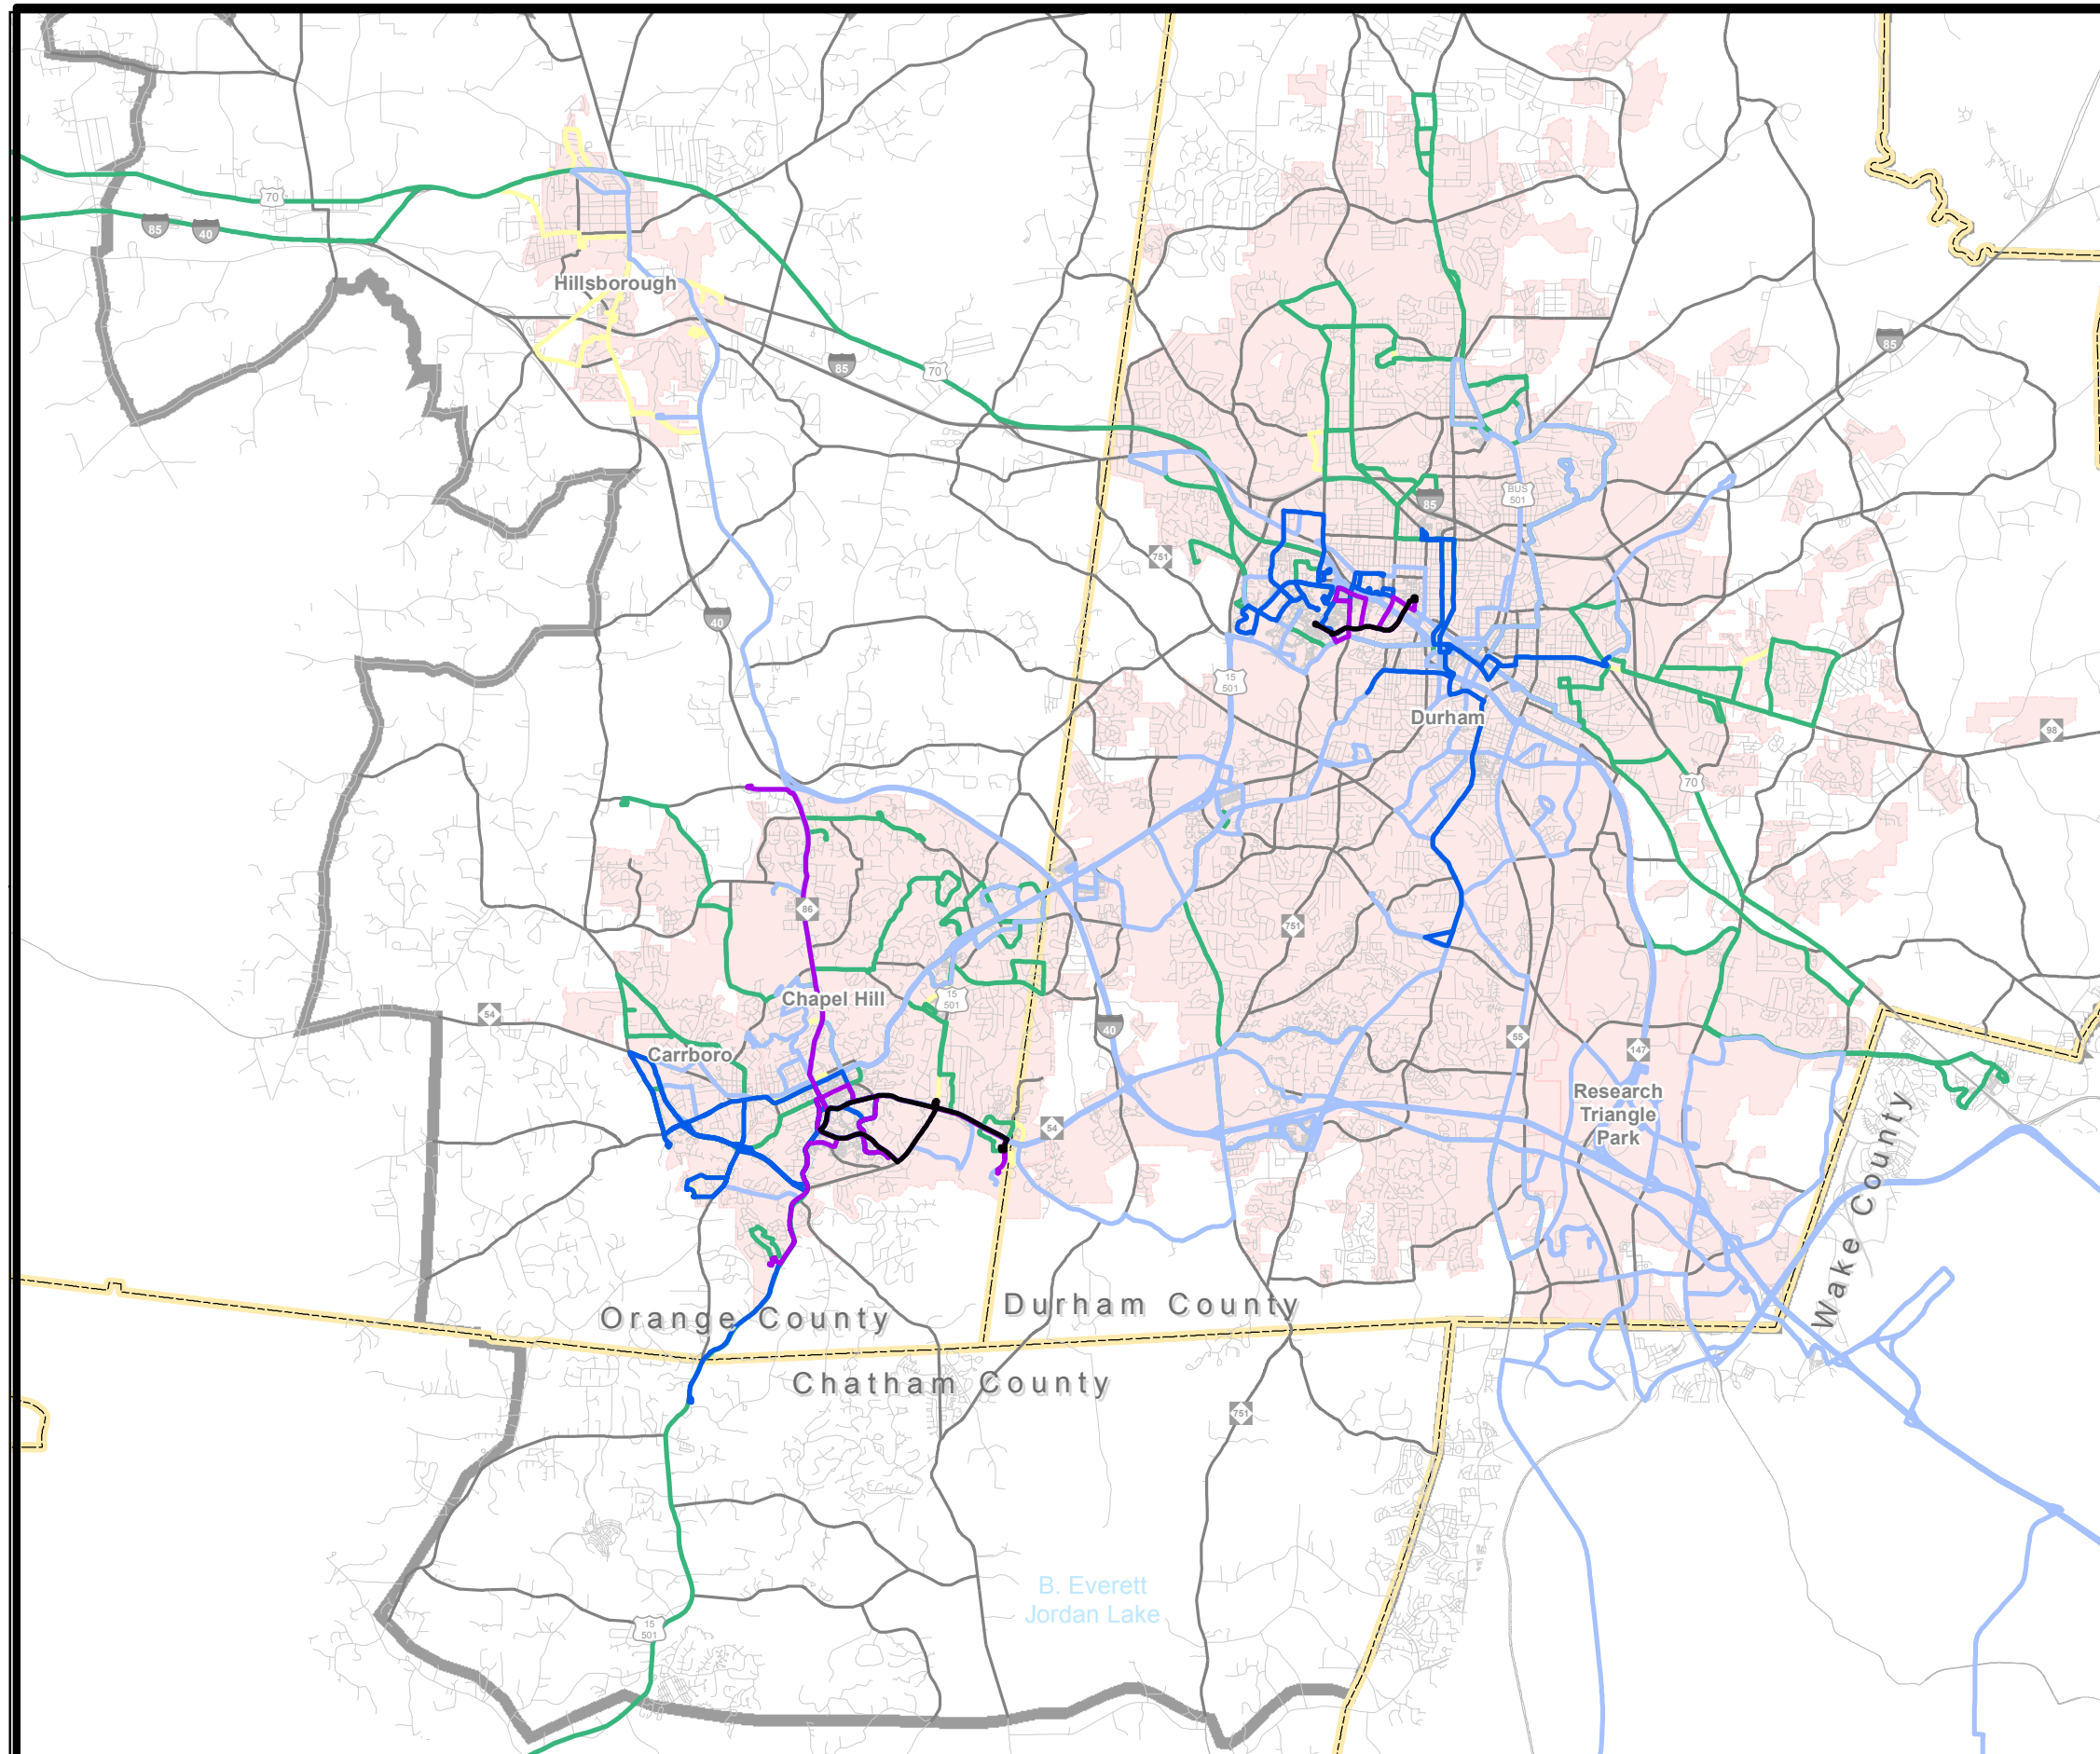 70
85
40
Hillsborough
85
85
70
BUS
501
85
751
40
15
501
Durham
98
70
86
751
Chapel Hill
15
501
54
40
55
147
Carrboro
Research
Triangle
Park
54
Wake County
Orange County
Durham County
Chatham County
751
B. Everett
Jordan Lake
15
501